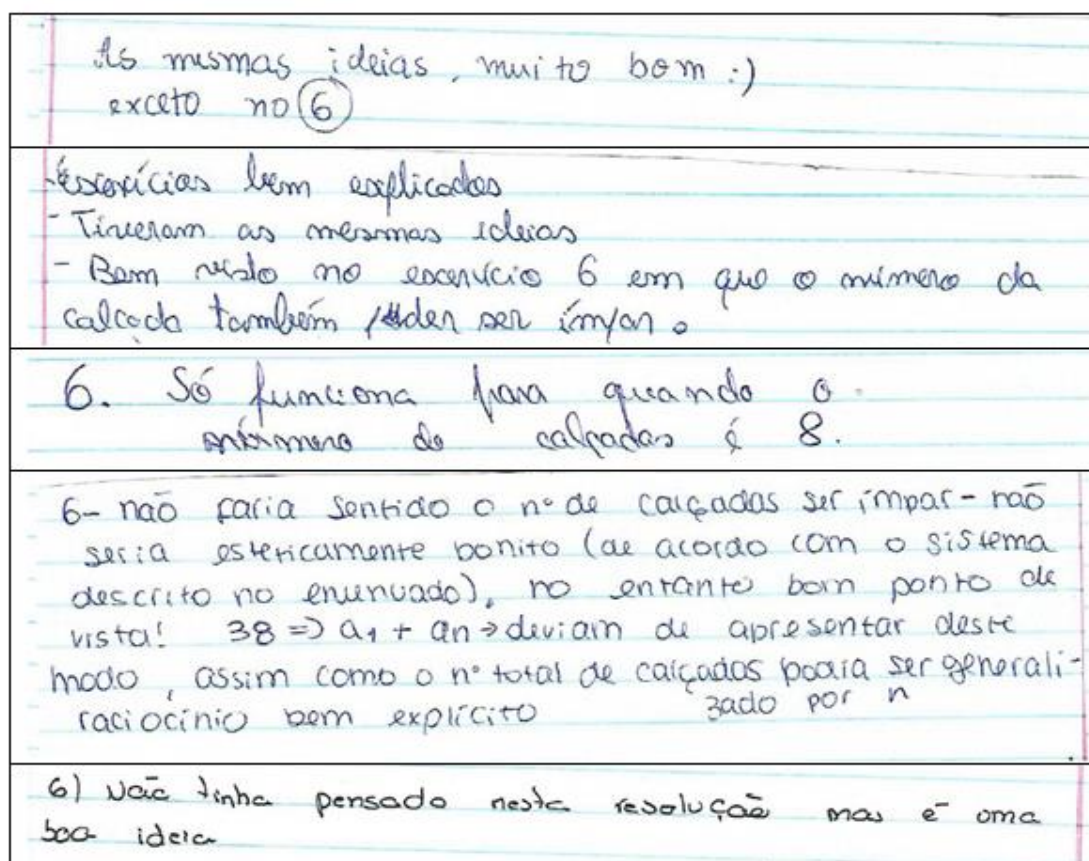 As mesmas ideias, muito bom :)
exceto no 6
- Exercícios bem explicados
- Tiveram as mesmas ideias
- Bem visto no exercício 6 em que o número da
calçada também poder ser ímpar.
6. Só funciona para quando o
número de calçadas é 8.
6- não faria sentido o nº de calçadas ser ímpar - não
seria estericamente bonito (de acordo com o sistema
descrito no enunciado), no entanto bom ponto de
vista! 38 => a1 + an → deviam de apresentar deste
modo, assim como o nº total de calçadas podia ser generali-
zado por n
raciocínio bem explícito
6) Não tinha pensado nesta resolução mas é uma
boa ideia